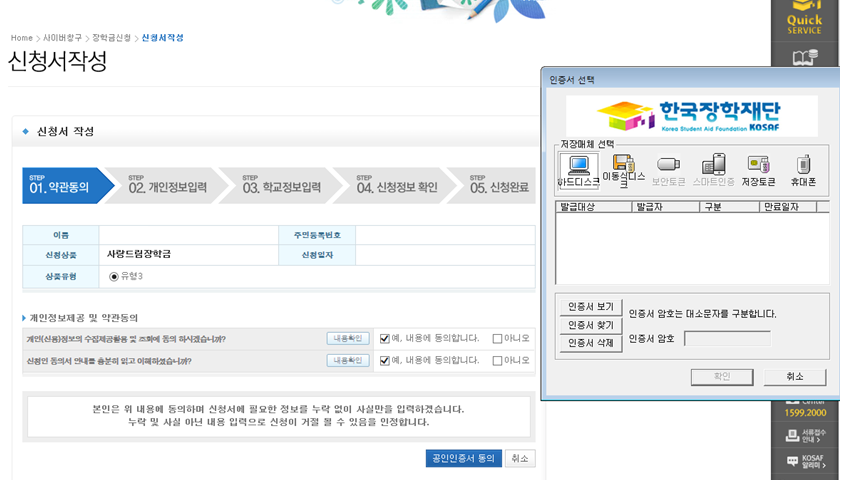 Home > 사이버창구 > 장학금신청 > 신청서작성
신청서작성
신청서 작성
STEP 01. 약관동의
STEP 02. 개인정보입력
STEP 03. 학교정보입력
STEP 04. 신청정보 확인
STEP 05. 신청완료
이름
주민등록번호
신청상품
사랑드림장학금
신청일자
상품유형
유형3
개인정보제공 및 약관동의
개인(신용)정보의 수집제공활용 및 조회에 동의 하시겠습니까?
내용확인
예, 내용에 동의합니다.
아니오
신청인 동의서 안내를 충분히 읽고 이해하셨습니까?
내용확인
예, 내용에 동의합니다.
아니오
본인은 위 내용에 동의하며 신청서에 필요한 정보를 누락 없이 사실만을 입력하겠습니다.
누락 및 사실 아닌 내용 입력으로 신청이 거절 될 수 있음을 인정합니다.
공인인증서 동의
취소
Quick
SERVICE
인증서 선택
한국장학재단
Korea Student Aid Foundation KOSAF
저장매체 선택
하드디스크
이동식디스크
보안토큰
스마트인증
저장토큰
휴대폰
발급대상
발급자
구분
만료일자
인증서 보기
인증서 찾기
인증서 삭제
인증서 암호는 대소문자를 구분합니다.
인증서 암호
확인
취소
Center
1599.2000
서류접수
안내 >
KOSAF
알리미 >